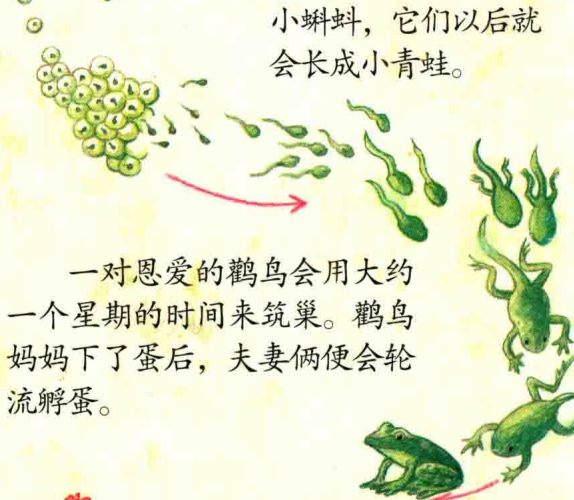 小蝌蚪，它们以后就
会长成小青蛙。
一对恩爱的鹳鸟会用大约
一个星期的时间来筑巢。鹳鸟
妈妈下了蛋后，夫妻俩便会轮
流孵蛋。